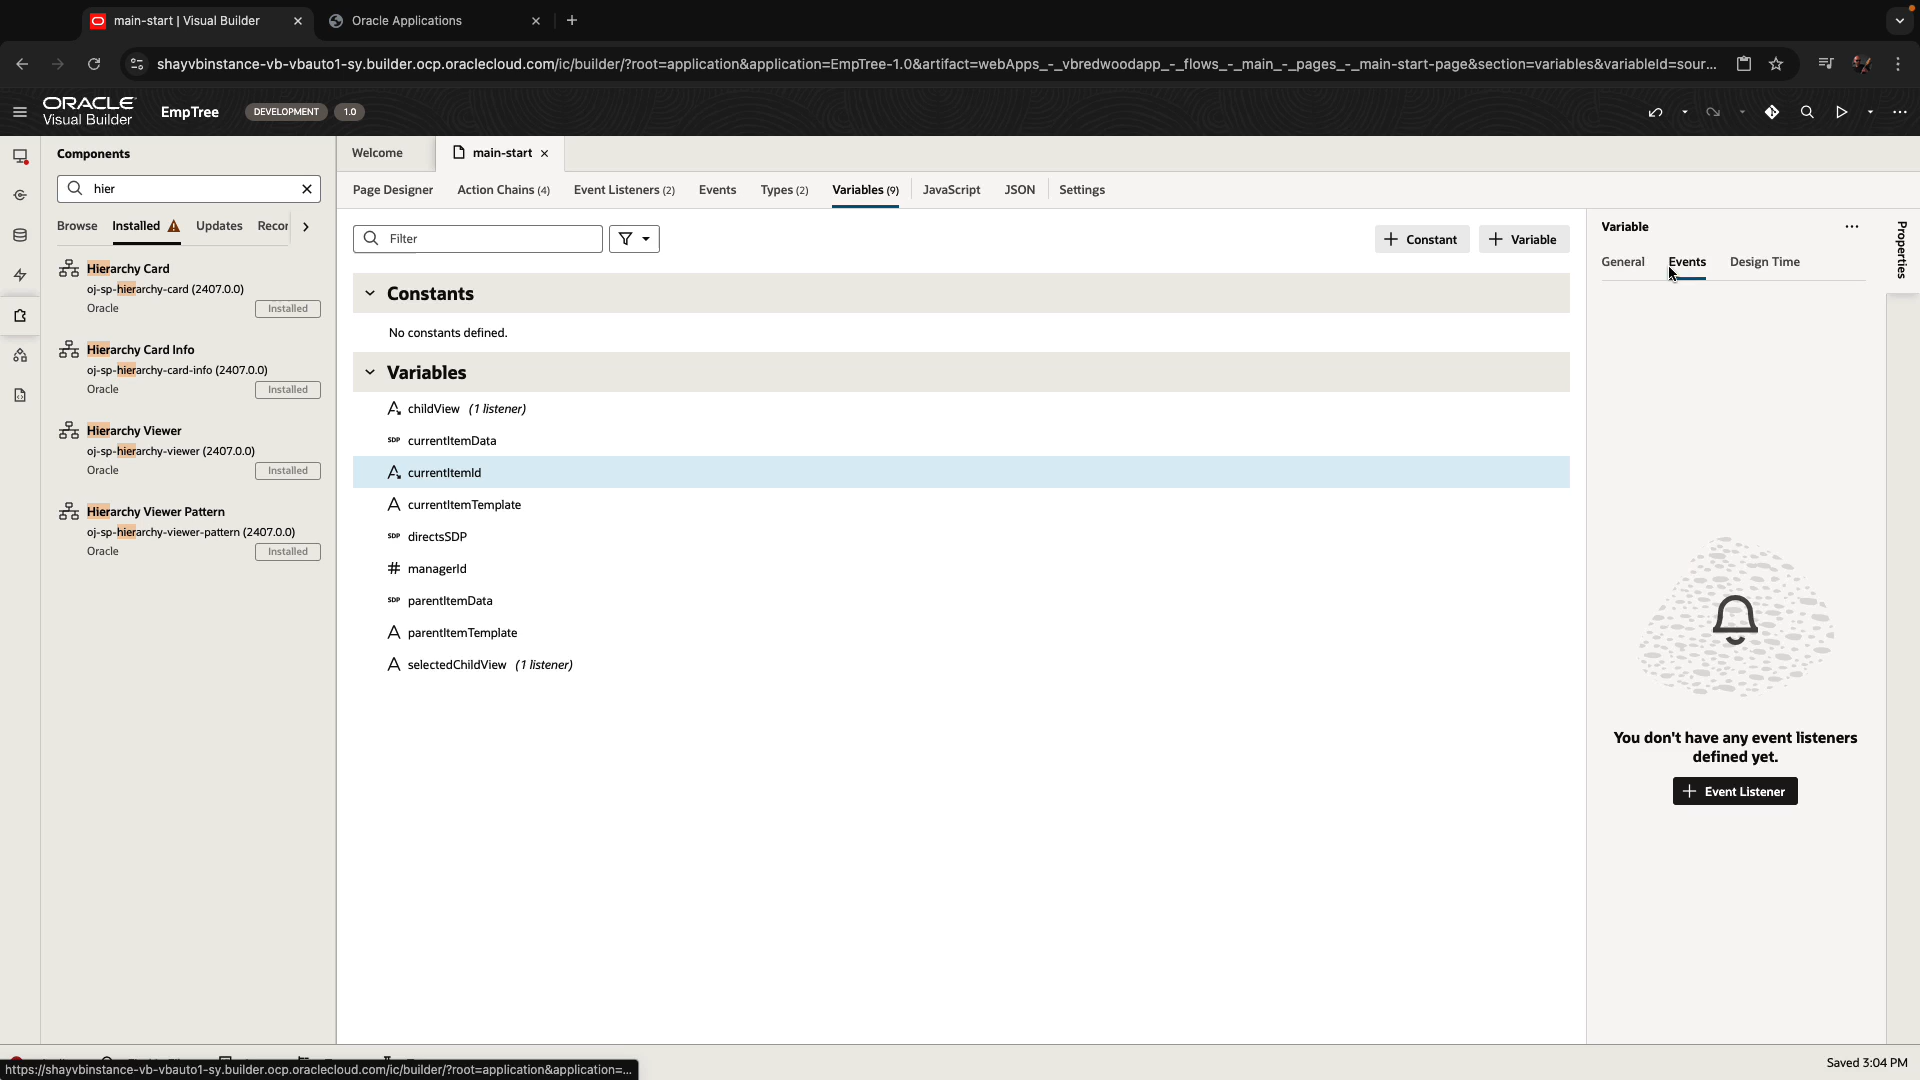 main-start | Visual Builder
Oracle Applications
shayvbinstance-vb-vbauto1-sy.builder.ocp.oraclecloud.com/ic/builder/?root=application&application=EmpTree-1.0&artifact=webApps_-_vbredwoodapp_-_flows_-_main_-_pages_-_main-start-page&section=variables&variableId=sour...
ORACLE
Visual Builder
EmpTree
DEVELOPMENT
1.0
Components
hier
Browse
Installed
Updates
Hierarchy Card
oj-sp-hierarchy-card (2407.0.0)
Oracle
Installed
Hierarchy Card Info
oj-sp-hierarchy-card-info (2407.0.0)
Oracle
Installed
Hierarchy Viewer
oj-sp-hierarchy-viewer (2407.0.0)
Oracle
Installed
Hierarchy Viewer Pattern
oj-sp-hierarchy-viewer-pattern (2407.0.0)
Oracle
Installed
Welcome
main-start
Page Designer
Action Chains (4)
Event Listeners (2)
Events
Types (2)
Variables (9)
JavaScript
JSON
Settings
Filter
Constant
Variable
Constants
No constants defined.
Variables
childView (1 listener)
SDP currentItemData
currentItemId
currentItemTemplate
SDP directsSDP
# managerId
SDP parentItemData
parentItemTemplate
selectedChildView (1 listener)
Variable
General
Events
Design Time
Properties
You don't have any event listeners
defined yet.
Event Listener
https://shayvbinstance-vb-vbauto1-sy.builder.ocp.oraclecloud.com/ic/builder/?root=application&application=...
Saved 3:04 PM